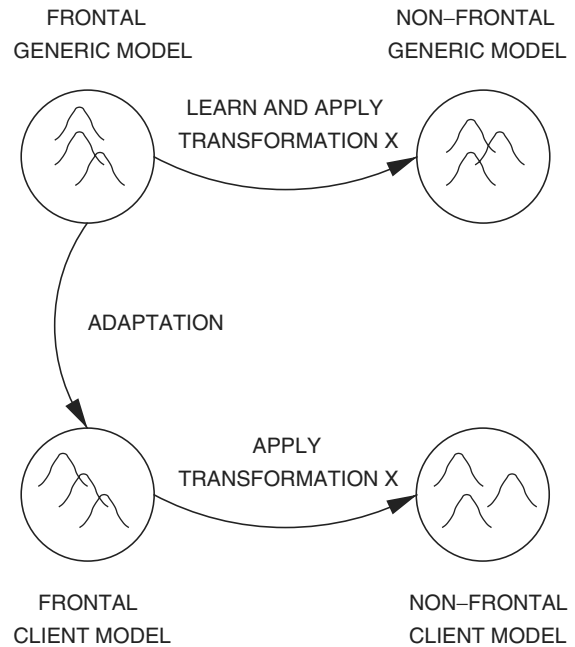 FRONTAL
GENERIC MODEL
NON–FRONTAL
GENERIC MODEL
LEARN AND APPLY
TRANSFORMATION X
ADAPTATION
APPLY
TRANSFORMATION X
FRONTAL
CLIENT MODEL
NON–FRONTAL
CLIENT MODEL